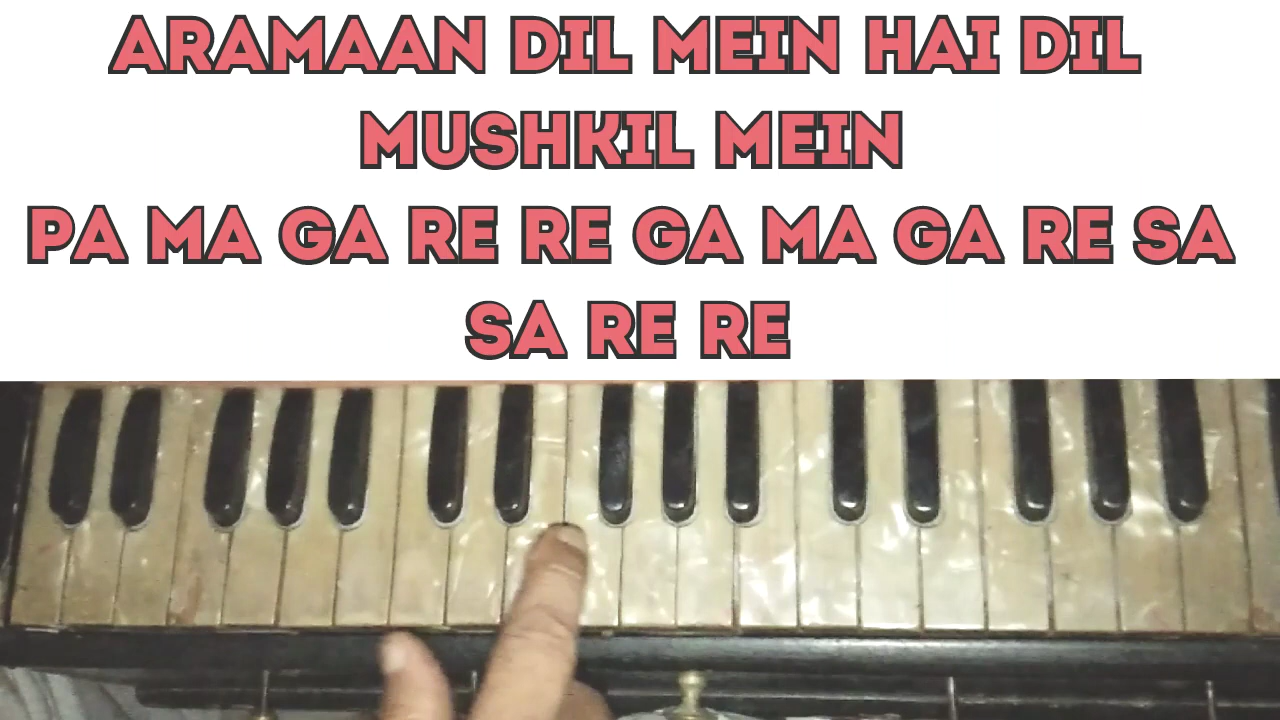 ARAMAAN DIL MEIN HAI DIL
MUSHKIL MEIN
PA MA GA RE RE GA MA GA RE SA
SA RE RE